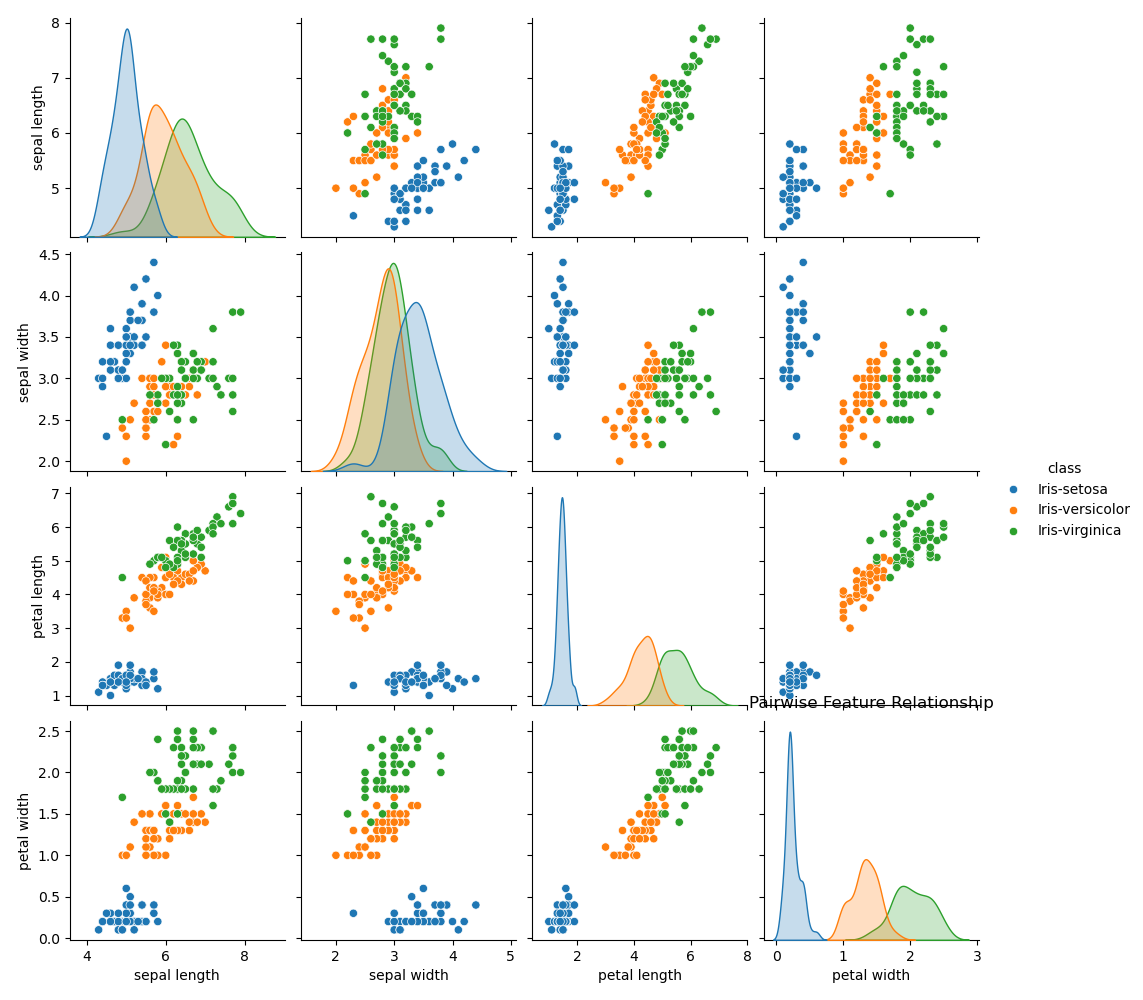 8
7
6
5
sepal length
4.5
4.0
3.5
3.0
2.5
2.0
sepal width
class
Iris-setosa
Iris-versicolor
Iris-virginica
7
6
5
4
3
2
1
petal length
Pairwise Feature Relationship
2.5
2.0
1.5
1.0
0.5
0.0
petal width
4 6 8
sepal length
2 3 4 5
sepal width
2 4 6 8
petal length
0 1 2 3
petal width